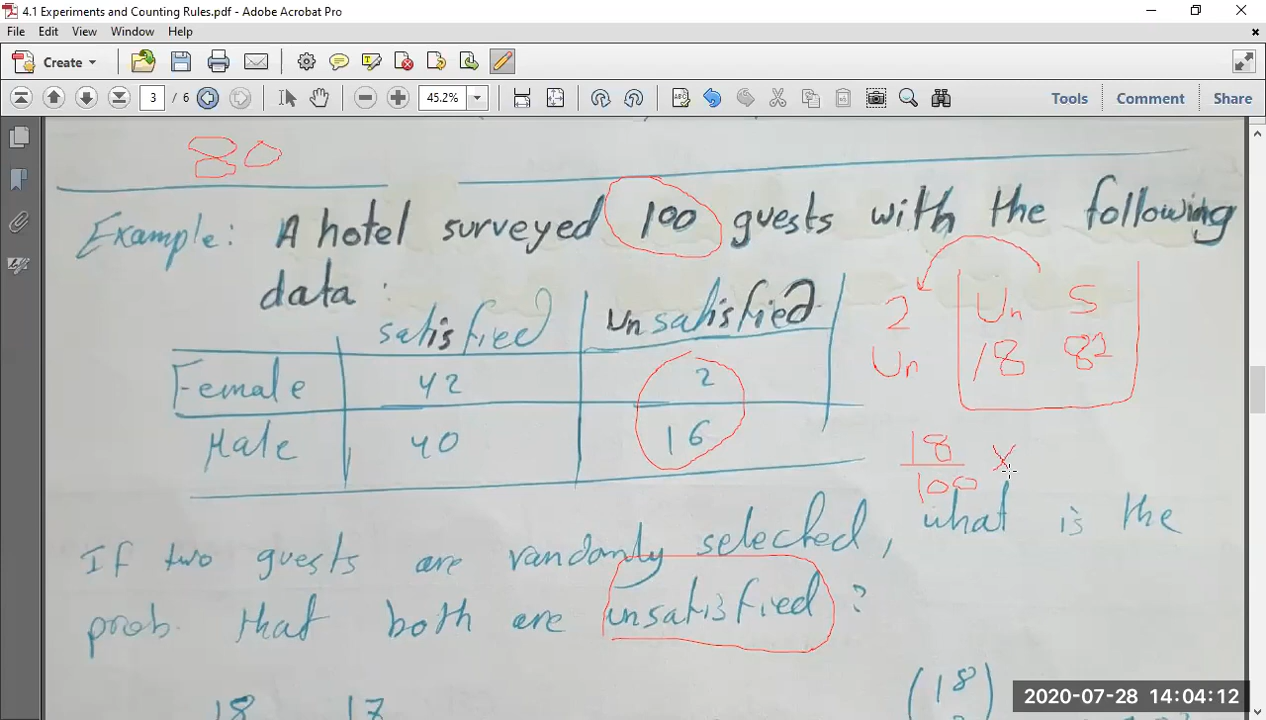 4.1 Experiments and Counting Rules.pdf - Adobe Acrobat Pro
File Edit View Window Help
Create
3 / 6 45.2% Tools Comment Share
80
Example: A hotel surveyed 100 guests with the following
data:
satisfied Unsatisfied
Female 42 2
Male 40 16
2 Un S
Un 18 82
18
100 X
If two guests are randomly selected, what is the
prob. that both are unsatisfied?
18 17 (18)
2020-07-28 14:04:12